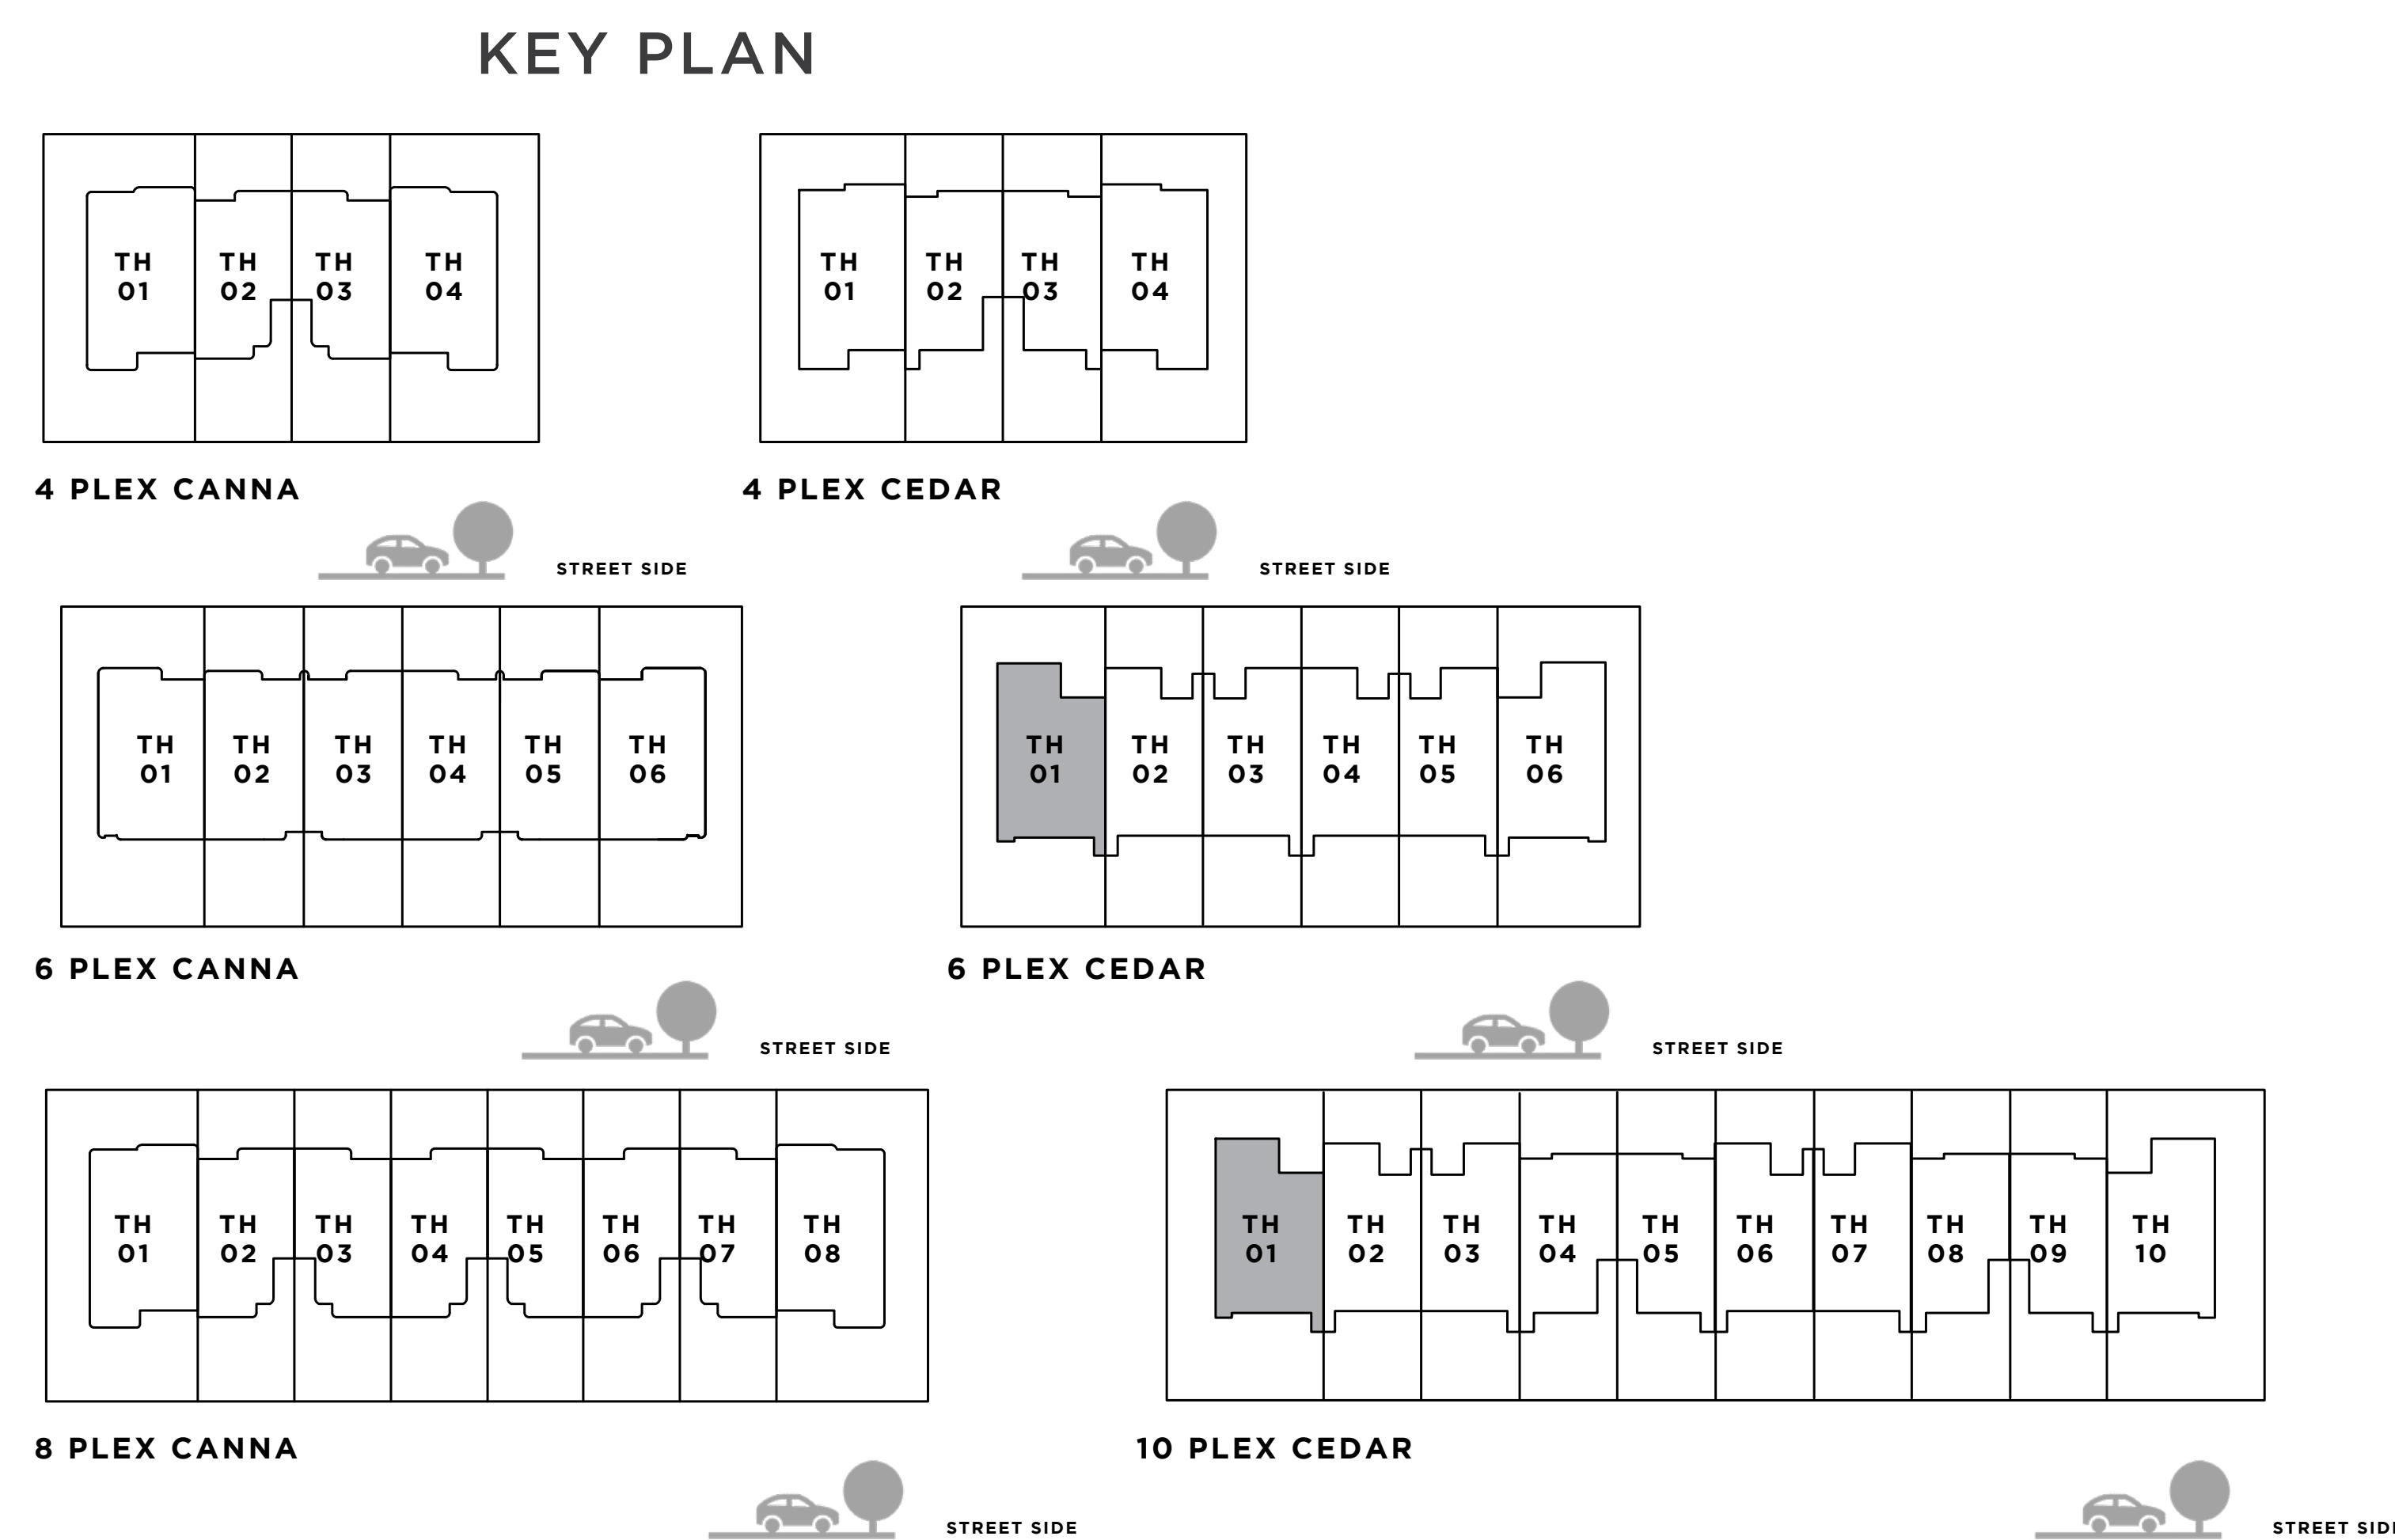 KEY PLAN
TH TH TH TH
01 02 03 04
4 PLEX CANNA
STREET SIDE
TH TH TH TH
01 02 03 04
4 PLEX CEDAR
STREET SIDE
TH TH TH TH TH TH
01 02 03 04 05 06
6 PLEX CANNA
STREET SIDE
TH TH TH TH TH TH
01 02 03 04 05 06
6 PLEX CEDAR
STREET SIDE
TH TH TH TH TH TH TH TH
01 02 03 04 05 06 07 08
8 PLEX CANNA
STREET SIDE
TH TH TH TH TH TH TH TH TH TH
01 02 03 04 05 06 07 08 09 10
10 PLEX CEDAR
STREET SIDE